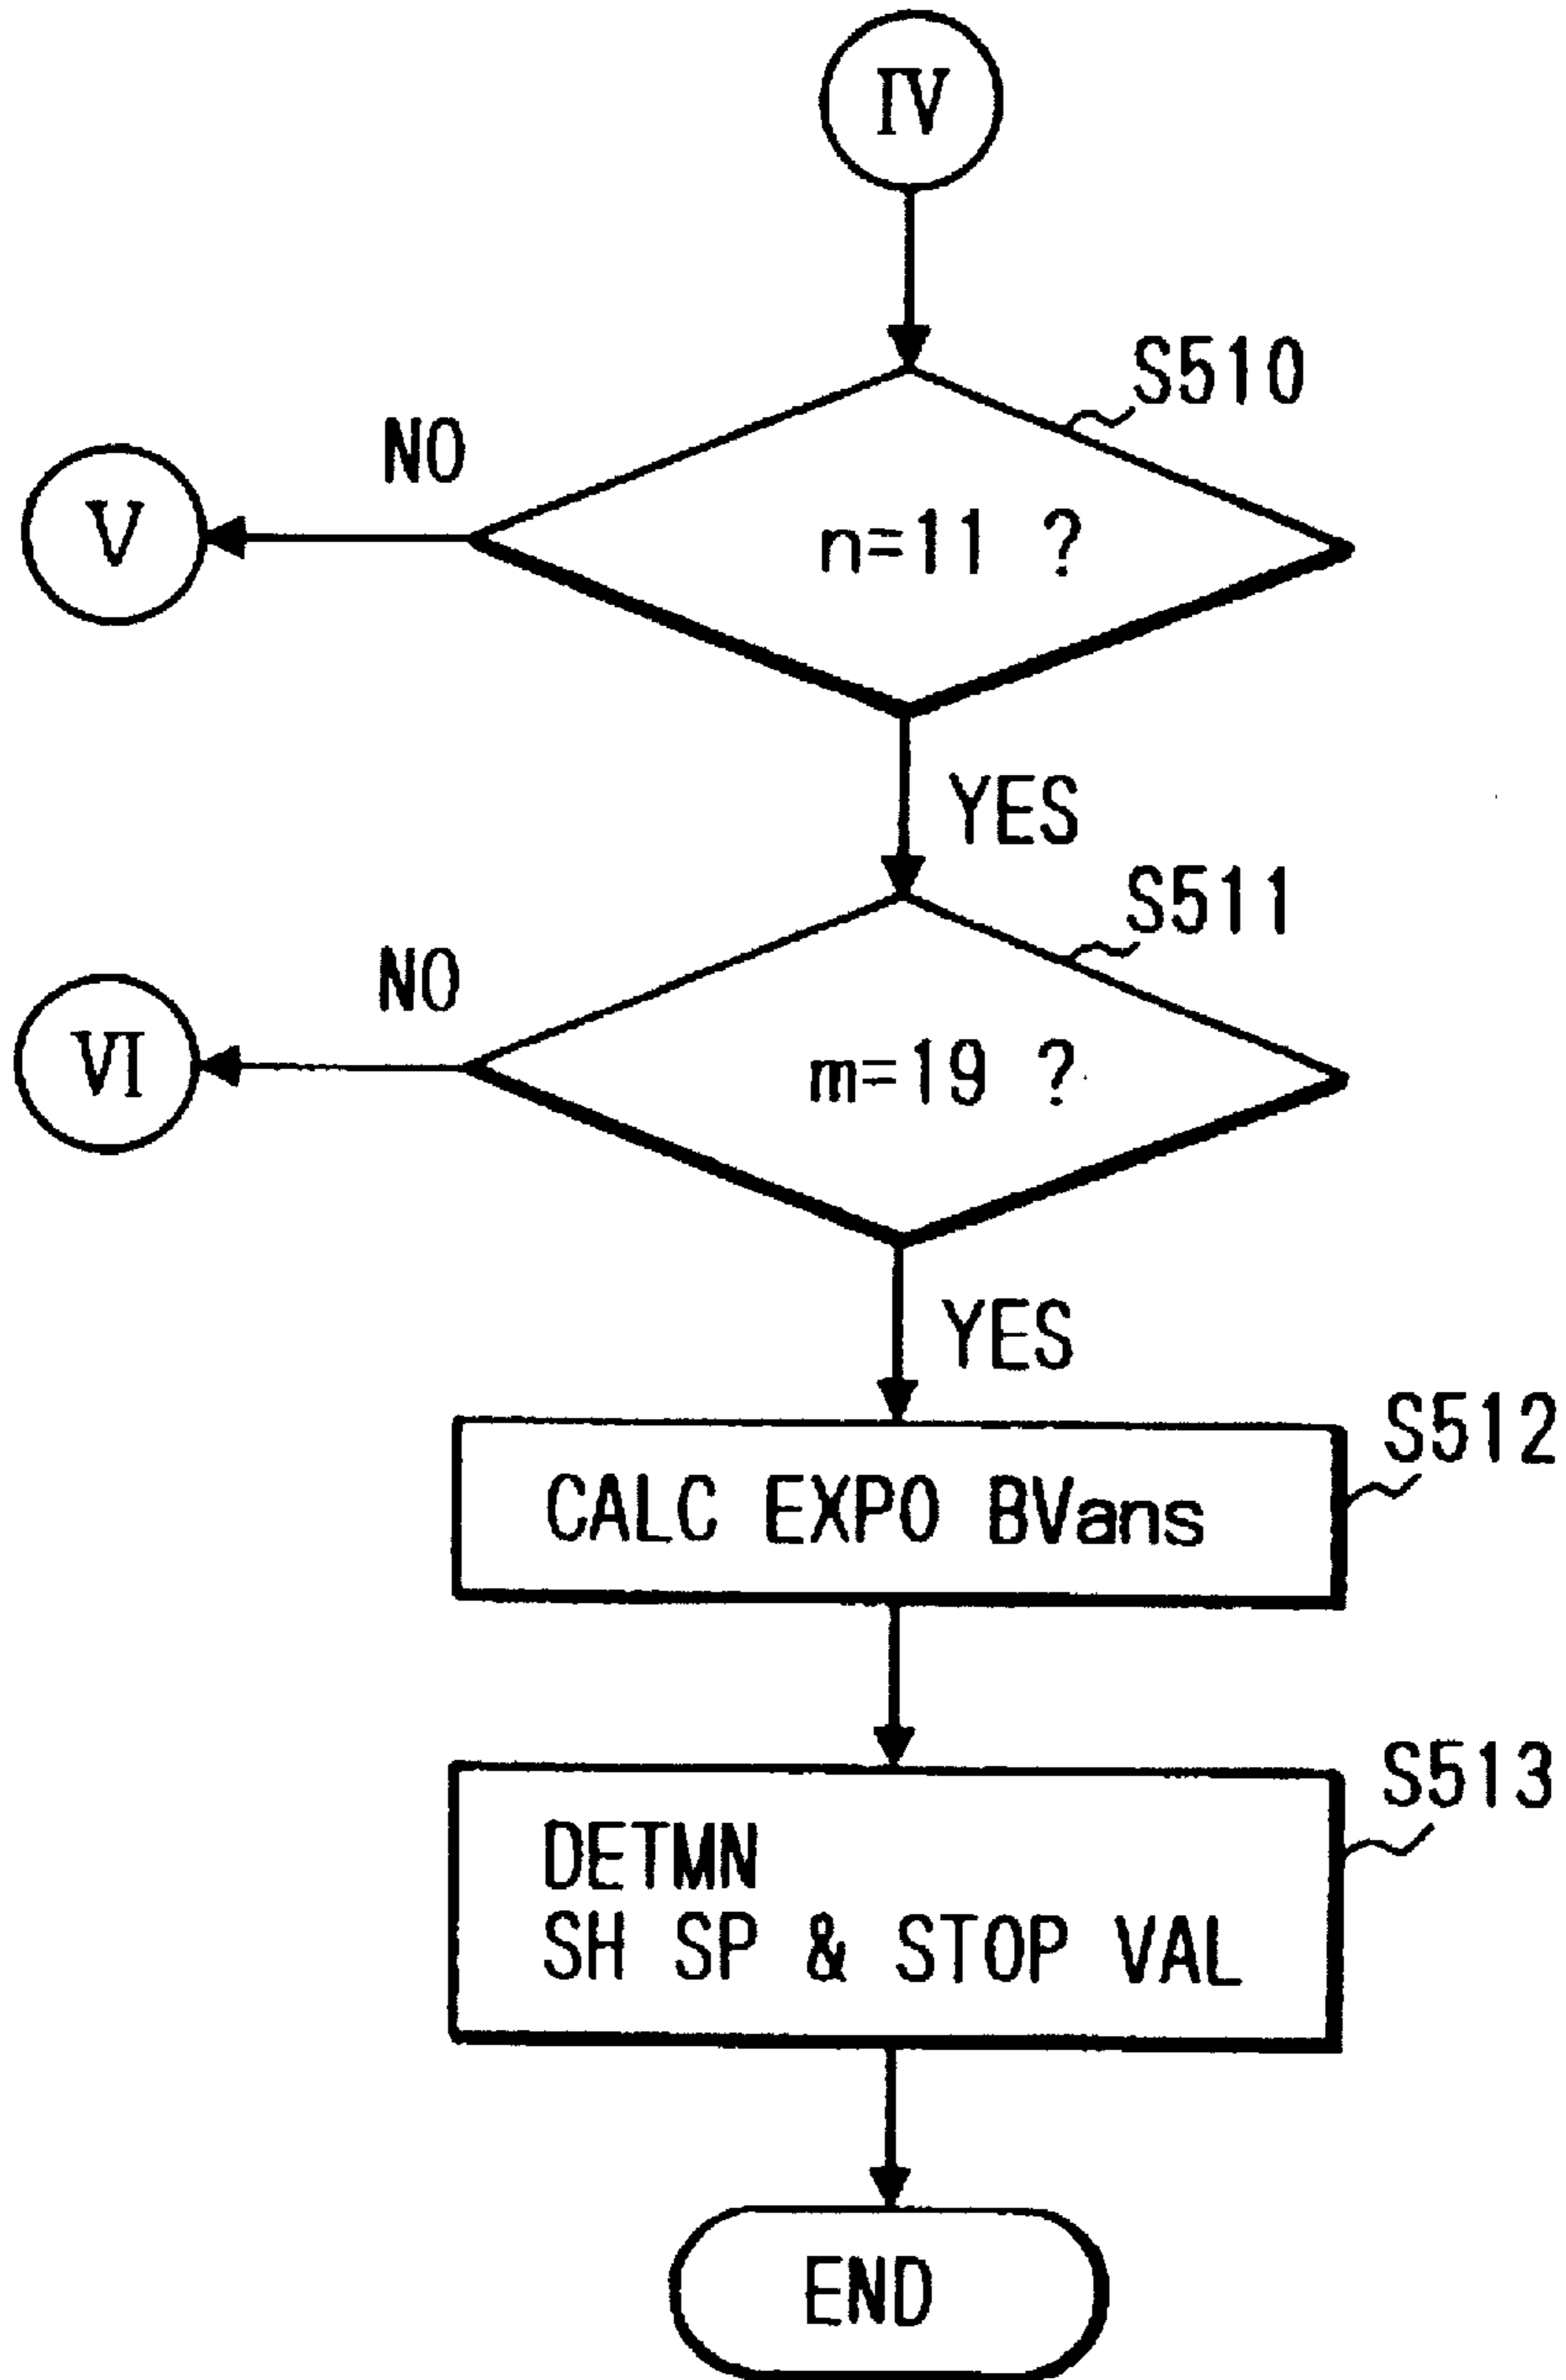 IV
S510
NO
V
n=11 ?
YES
S511
NO
VI
m=19 ?
YES
S512
CALC EXPO BVans
S513
DETMN
SH SP & STOP VAL
END